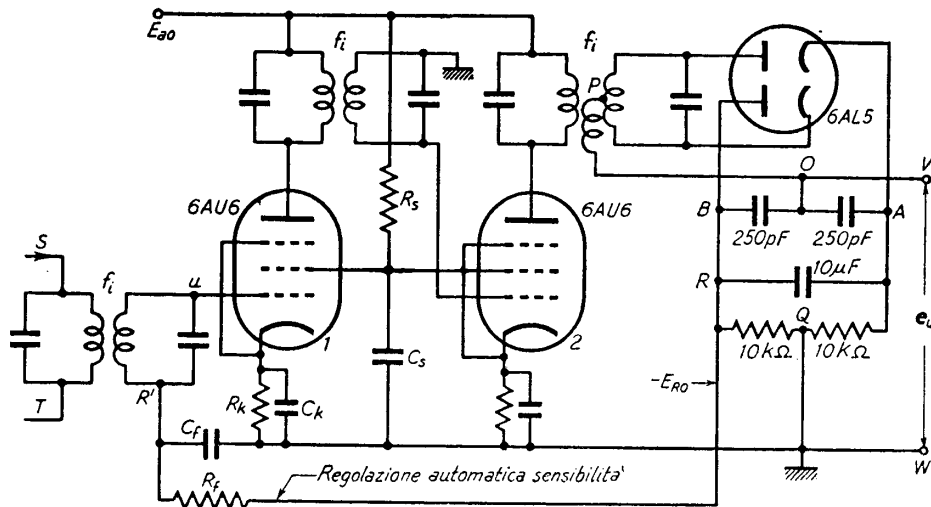 E_ao
f_i
f_i
P
6AL5
R_s
6AU6
6AU6
O
V
B
A
250pF
250pF
S
f_i
u
10μF
R
Q
e_u
1
C_s
2
10kΩ
10kΩ
T
R'
R_k
C_k
-E_RO
C_f
W
R_f
Regolazione automatica sensibilità